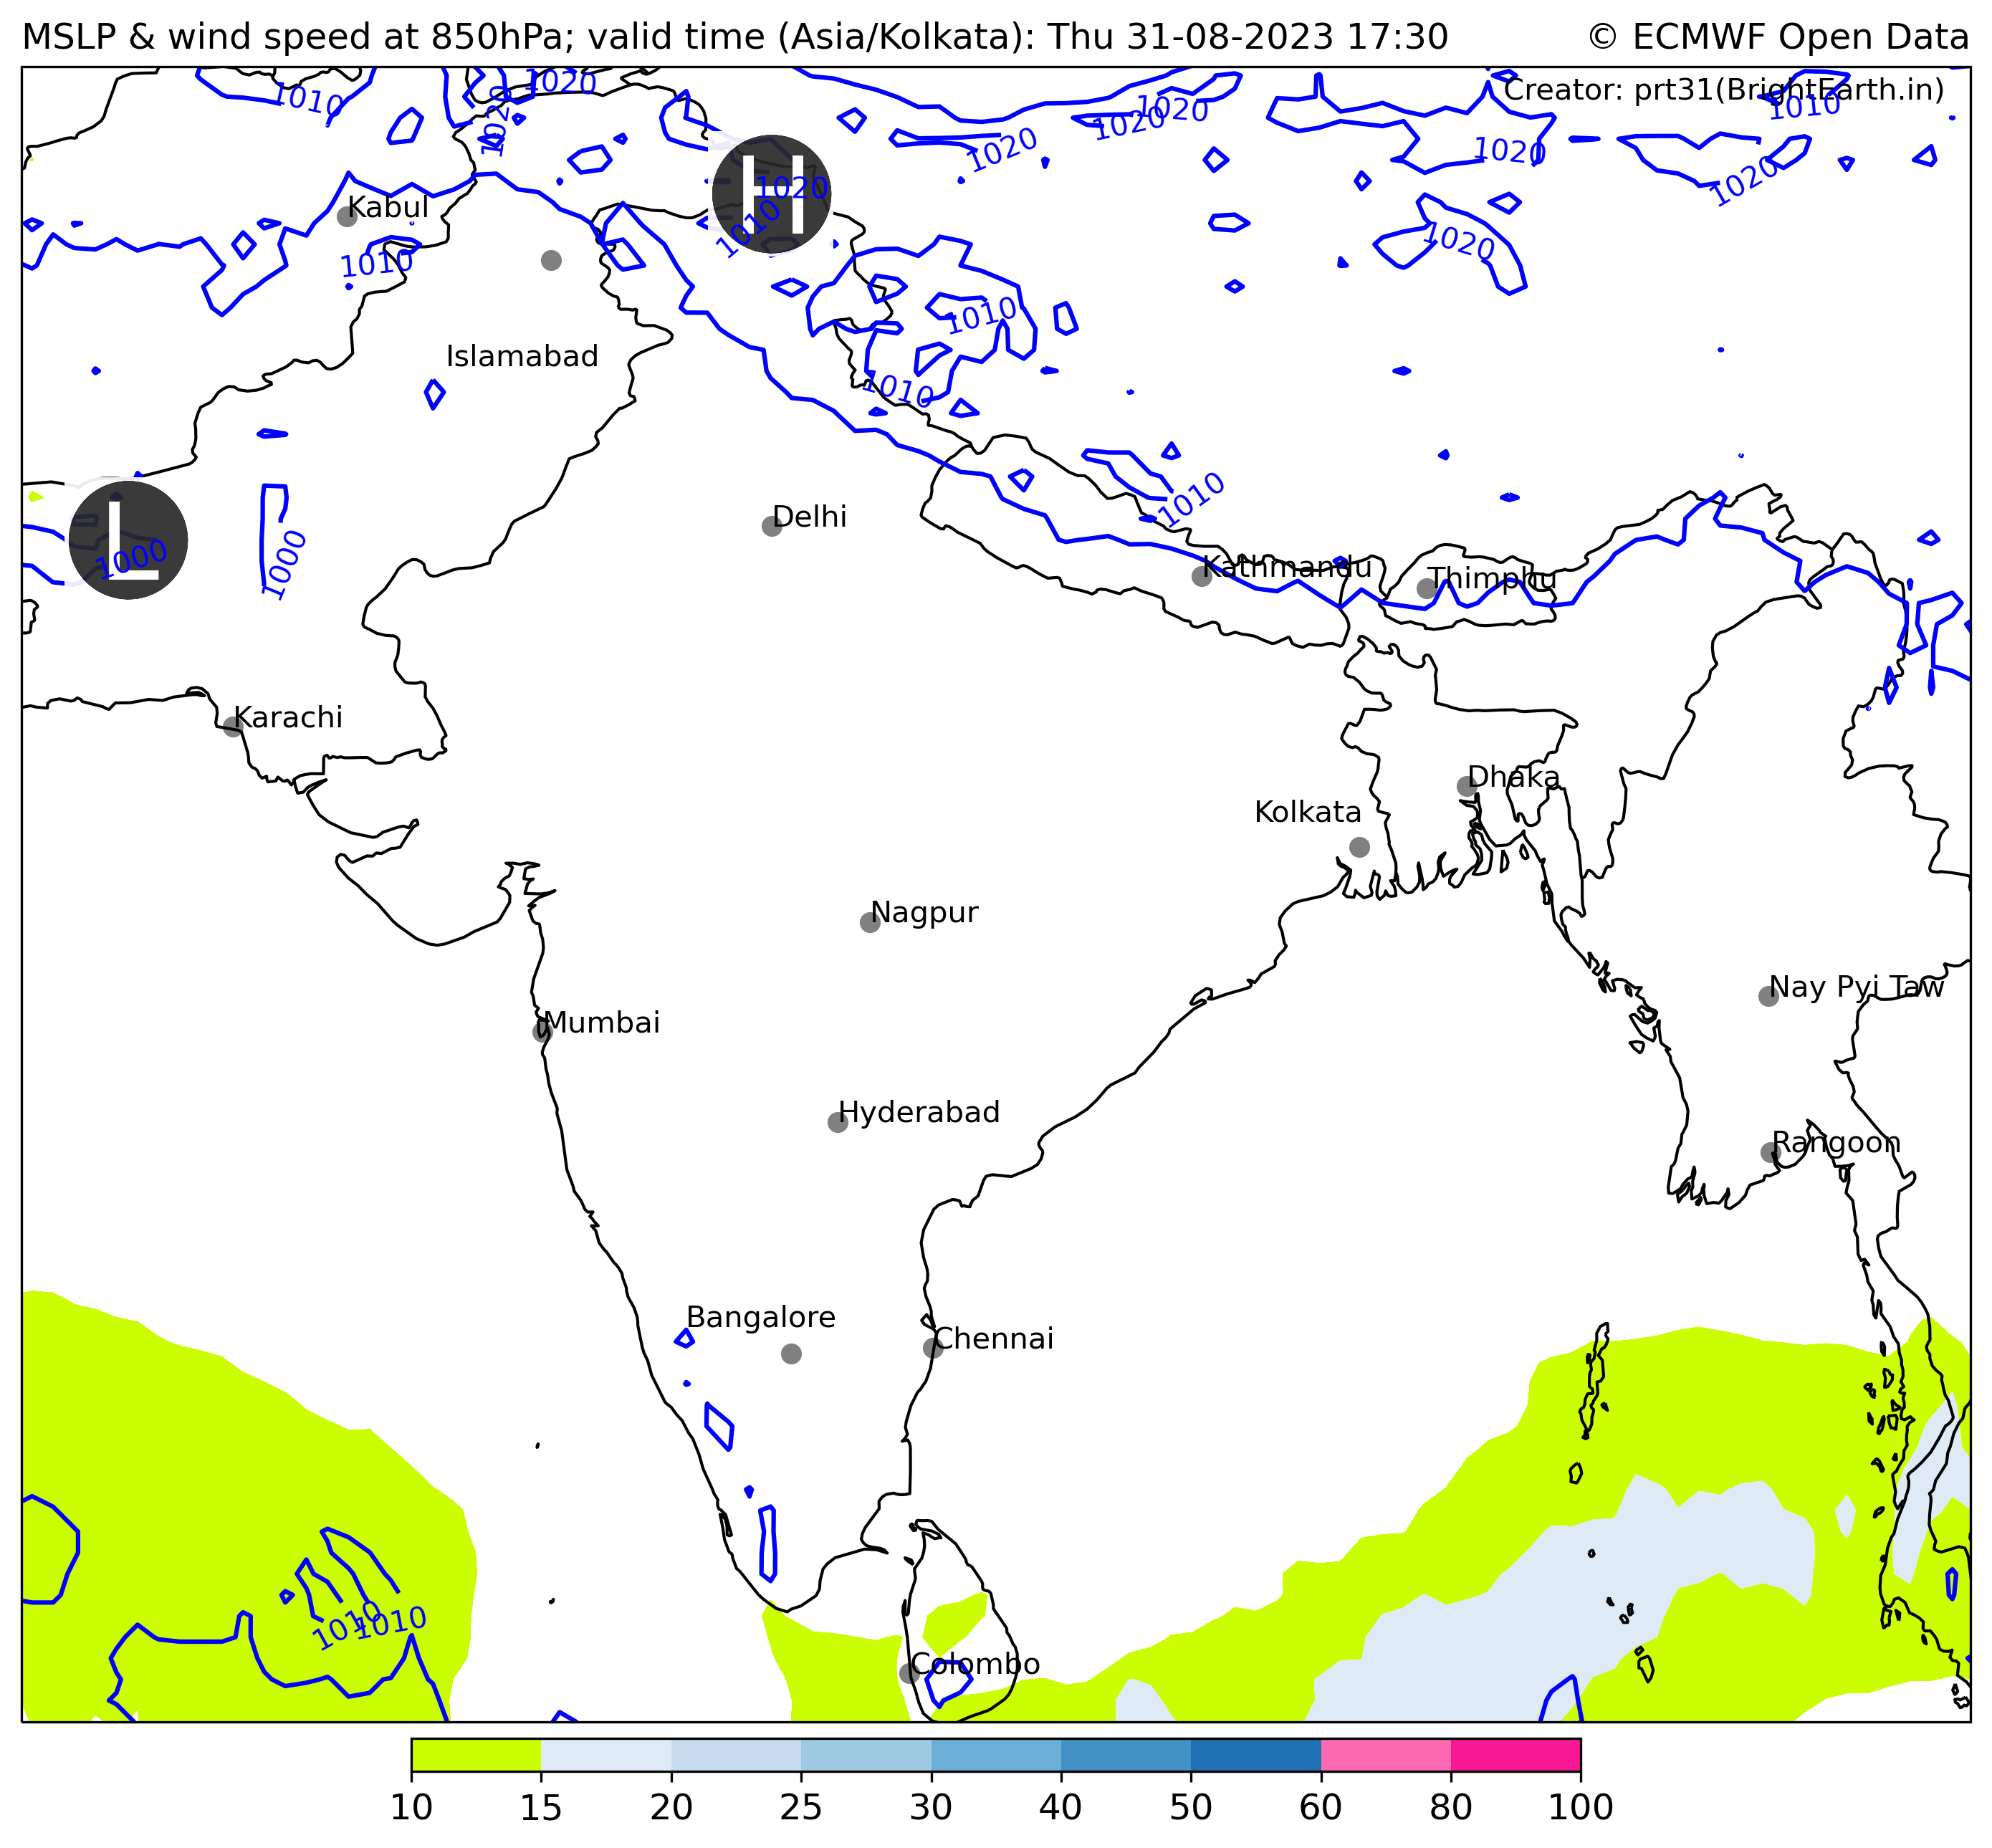 MSLP & wind speed at 850hPa; valid time (Asia/Kolkata): Thu 31-08-2023 17:30
© ECMWF Open Data
Creator: prt31(BrightEarth.in)
1010
1020
1020
1020
1020
1020
1010
1020
1020
H
1020
1010
Kabul
1010
1020
1010
Islamabad
1010
L
1000
1000
Delhi
1010
Kathmandu
Thimphu
Karachi
Dhaka
Kolkata
Nagpur
Nay Pyi Taw
Mumbai
Hyderabad
Rangoon
Bangalore
Chennai
1010
1010
Colombo
10 15 20 25 30 40 50 60 80 100